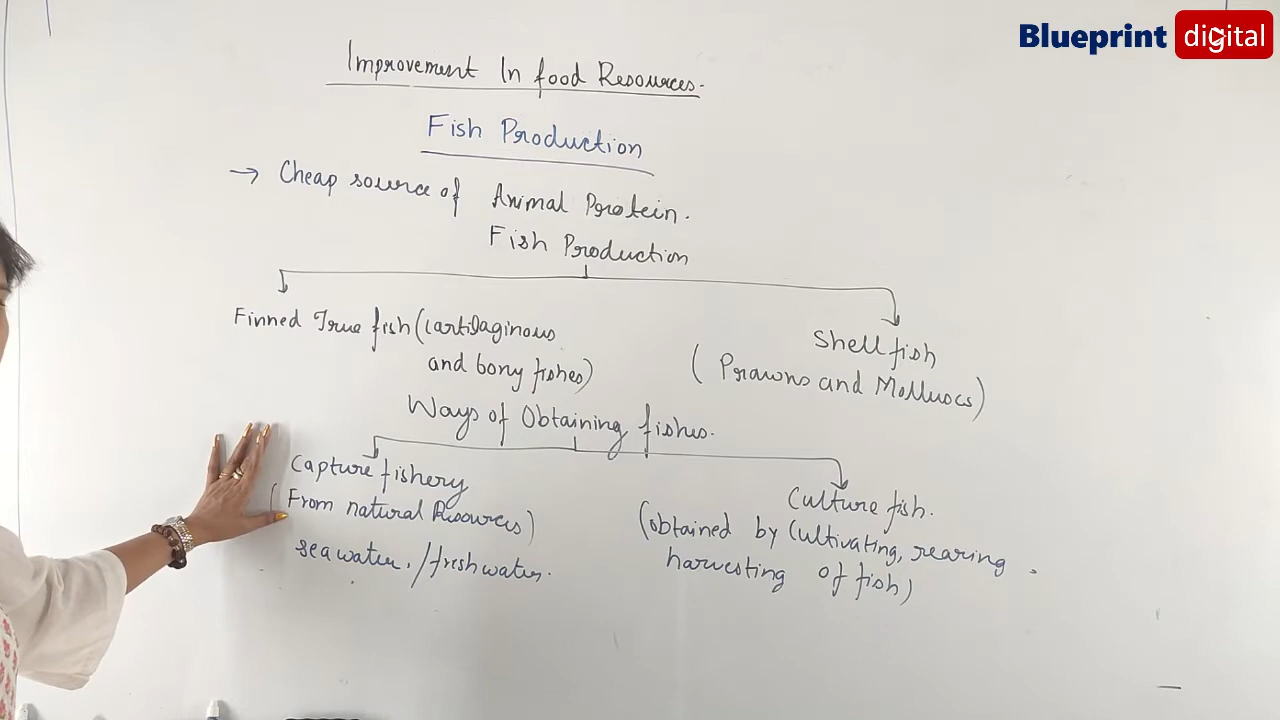 Blueprint digital
Improvement In food Resources.
Fish Production
→ Cheap source of Animal Protein.
Fish Production
Finned True fish (Cartilaginous
and bony fishes)
Shell fish
(Prawns and Molluscs)
Ways of Obtaining fishes.
Capture fishery
(From natural Resources)
sea water, / fresh water.
Culture fish.
(obtained by Cultivating, rearing
harvesting of fish)